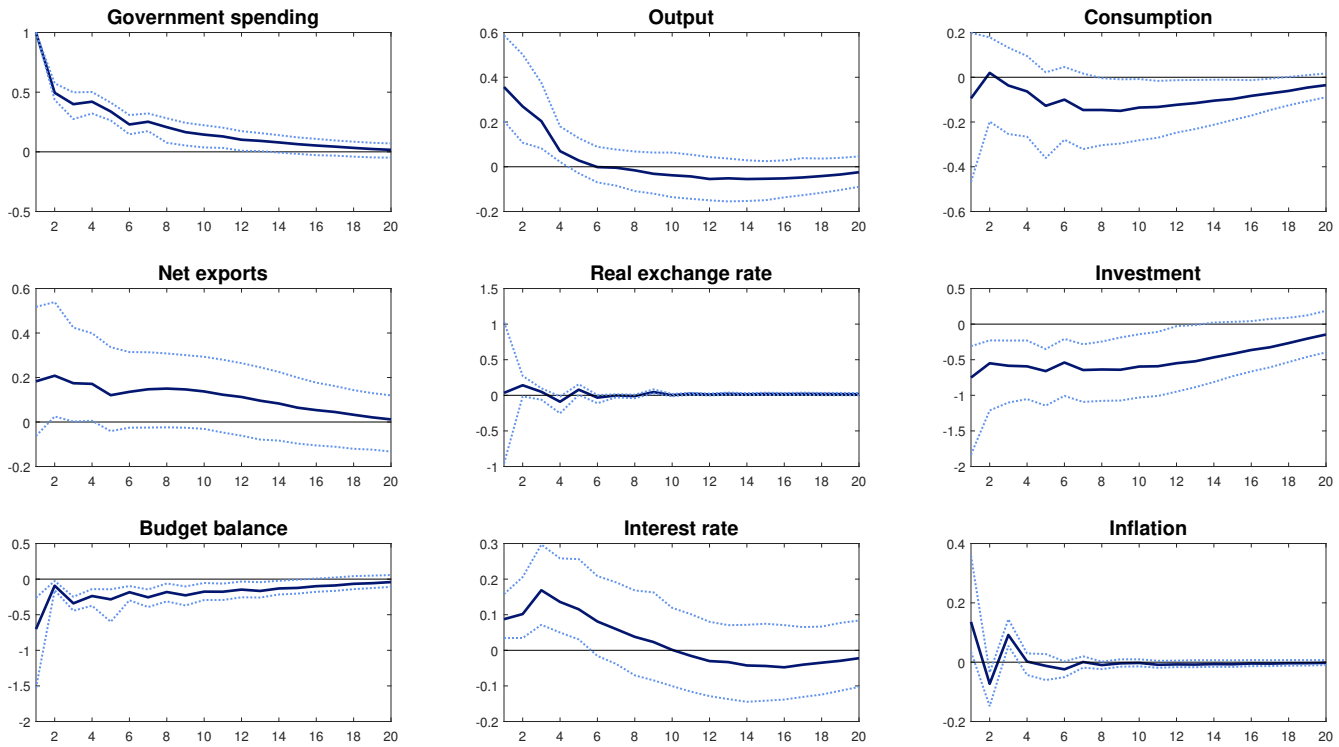 Government spending
1
0.5
0
-0.5
2 4 6 8 10 12 14 16 18 20
Output
0.6
0.4
0.2
0
-0.2
2 4 6 8 10 12 14 16 18 20
Consumption
0.2
0
-0.2
-0.4
-0.6
2 4 6 8 10 12 14 16 18 20
Net exports
0.6
0.4
0.2
0
-0.2
2 4 6 8 10 12 14 16 18 20
Real exchange rate
1.5
1
0.5
0
-0.5
-1
2 4 6 8 10 12 14 16 18 20
Investment
0.5
0
-0.5
-1
-1.5
-2
2 4 6 8 10 12 14 16 18 20
Budget balance
0.5
0
-0.5
-1
-1.5
-2
2 4 6 8 10 12 14 16 18 20
Interest rate
0.3
0.2
0.1
0
-0.1
-0.2
2 4 6 8 10 12 14 16 18 20
Inflation
0.4
0.2
0
-0.2
2 4 6 8 10 12 14 16 18 20